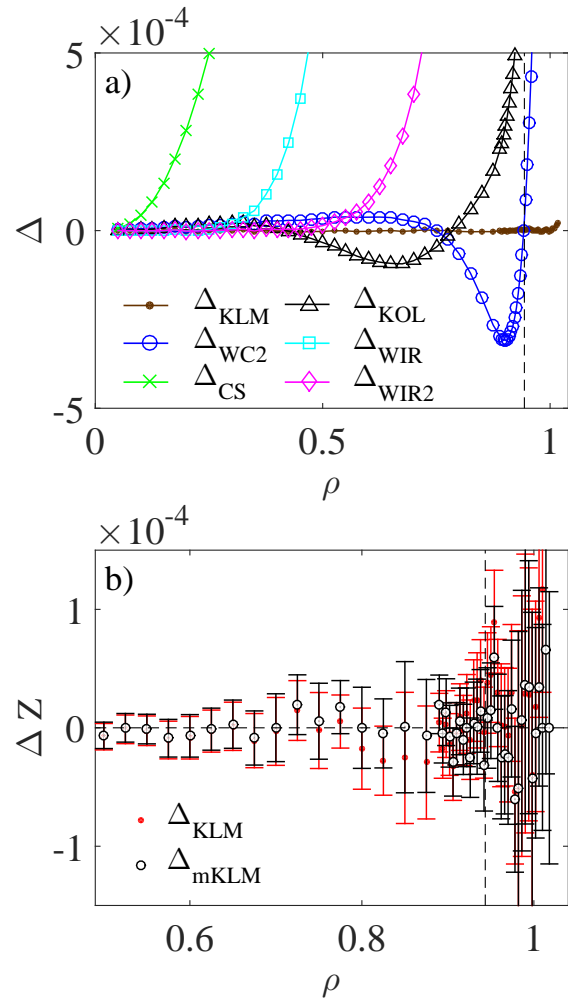 ×10⁻⁴
a)
5
0
-5
Δ
Δ_KLM Δ_KOL
Δ_WC2 Δ_WIR
Δ_CS Δ_WIR2
0 0.5 1
ρ
×10⁻⁴
b)
1
0
-1
Δ Z
Δ_KLM
Δ_mKLM
0.6 0.8 1
ρ